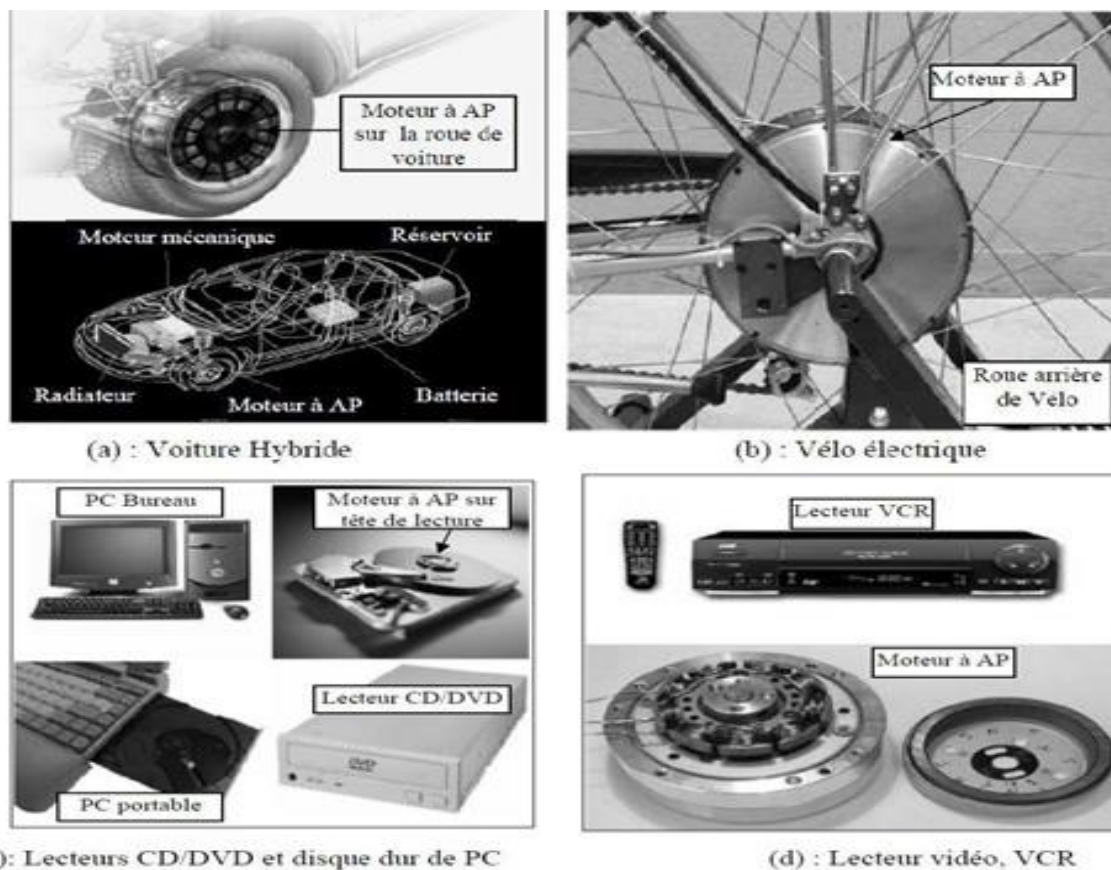 Moteur à AP
sur la roue de
voiture
Moteur mécanique
Réservoir
Radiateur
Moteur à AP
Batterie
(a) : Voiture Hybride
Moteur à AP
Roue arrière
de Vélo
(b) : Vélo électrique
PC Bureau
Moteur à AP sur
tête de lecture
Lecteur CD/DVD
PC portable
): Lecteurs CD/DVD et disque dur de PC
Lecteur VCR
Moteur à AP
(d) : Lecteur vidéo, VCR